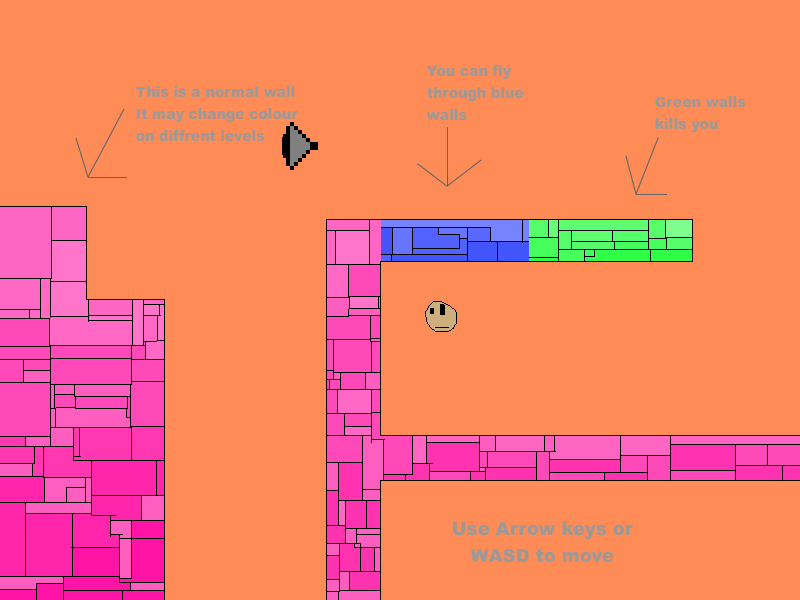 This is a normal wall
It may change colour
on diffrent levels
You can fly
through blue
walls
Green walls
kills you
Use Arrow keys or
WASD to move